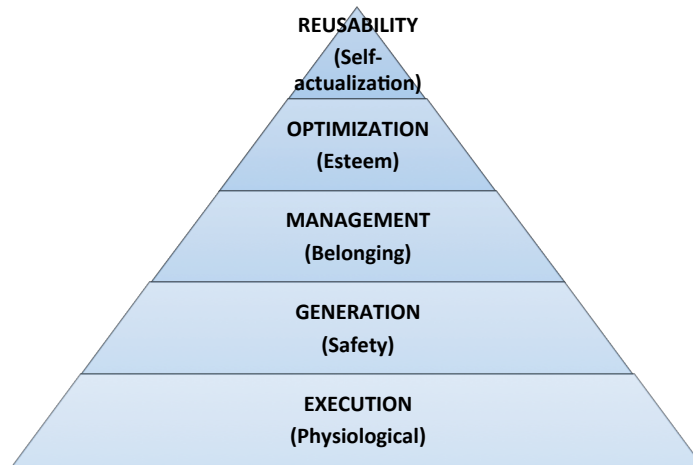 REUSABILITY
(Self-
actualization)
OPTIMIZATION
(Esteem)
MANAGEMENT
(Belonging)
GENERATION
(Safety)
EXECUTION
(Physiological)